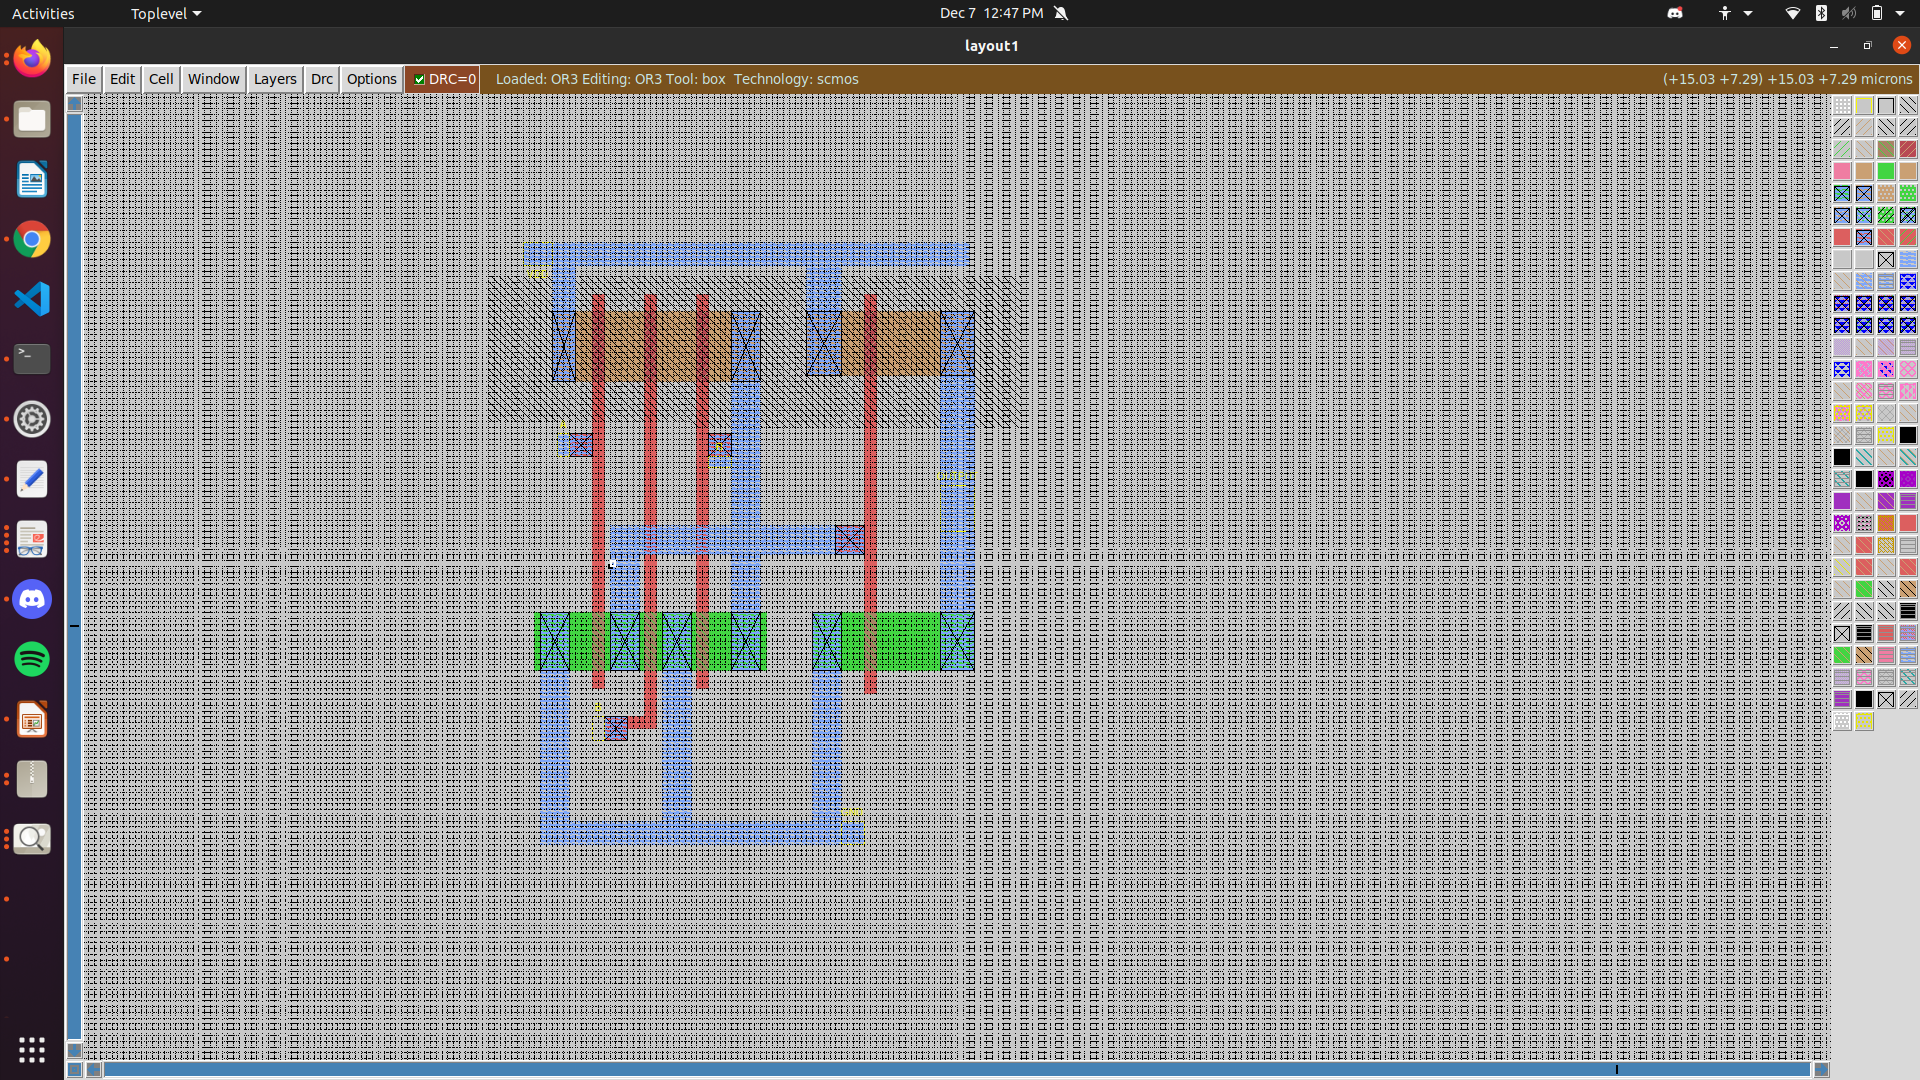 Activities
Toplevel
Dec 7 12:47 PM
layout1
File Edit Cell Window Layers Drc Options DRC=0 Loaded: OR3 Editing: OR3 Tool: box Technology: scmos (+15.03 +7.29) +15.03 +7.29 microns